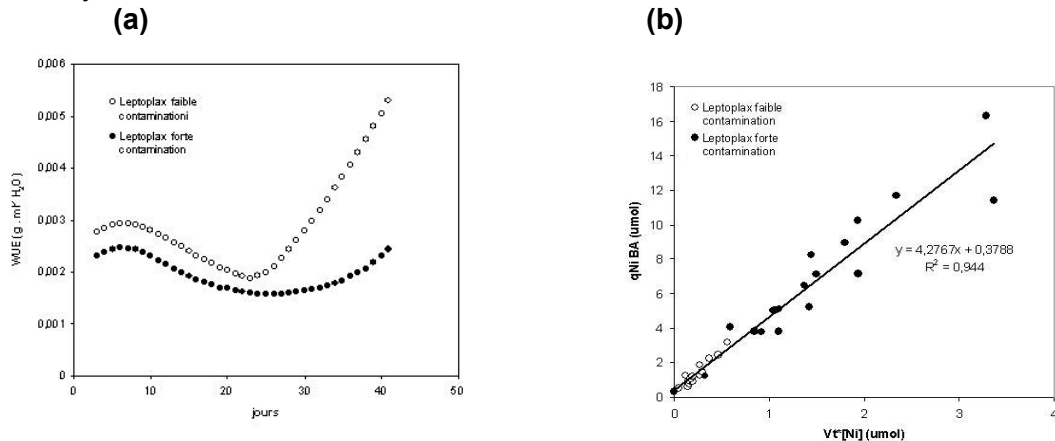 (a)
(b)
0,006
0,005
0,004
0,003
0,002
0,001
0
WUE (g . ml⁻¹ H₂O)
Leptoplax faible
contaminationi
Leptoplax forte
contamination
0 10 20 30 40 50
jours
18
16
14
12
10
8
6
4
2
0
qNi BA (umol)
Leptoplax faible
contamination
Leptoplax forte
contamination
y = 4,2767x + 0,3788
R² = 0,944
0 1 2 3 4
Vt*[Ni] (umol)